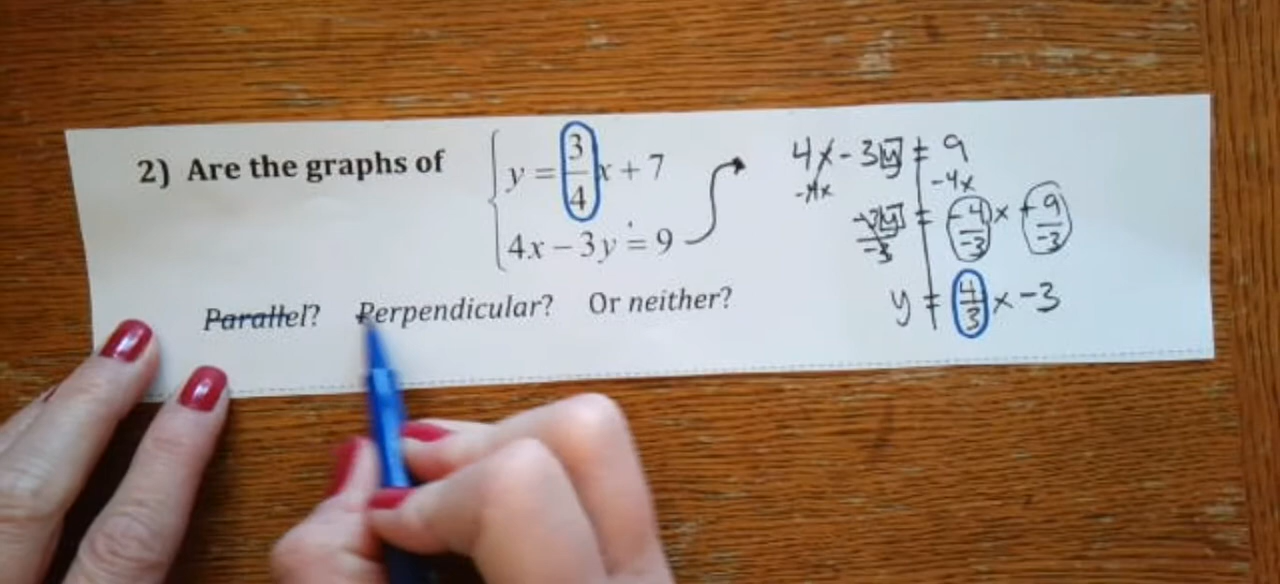 2) Are the graphs of
y = 3/4 x + 7
4x – 3y = 9
Parallel? Perpendicular? Or neither?
4x - 3y = 9
-4x -4x
-3y/-3 = -4/-3 x + 9/-3
y = 4/3 x - 3